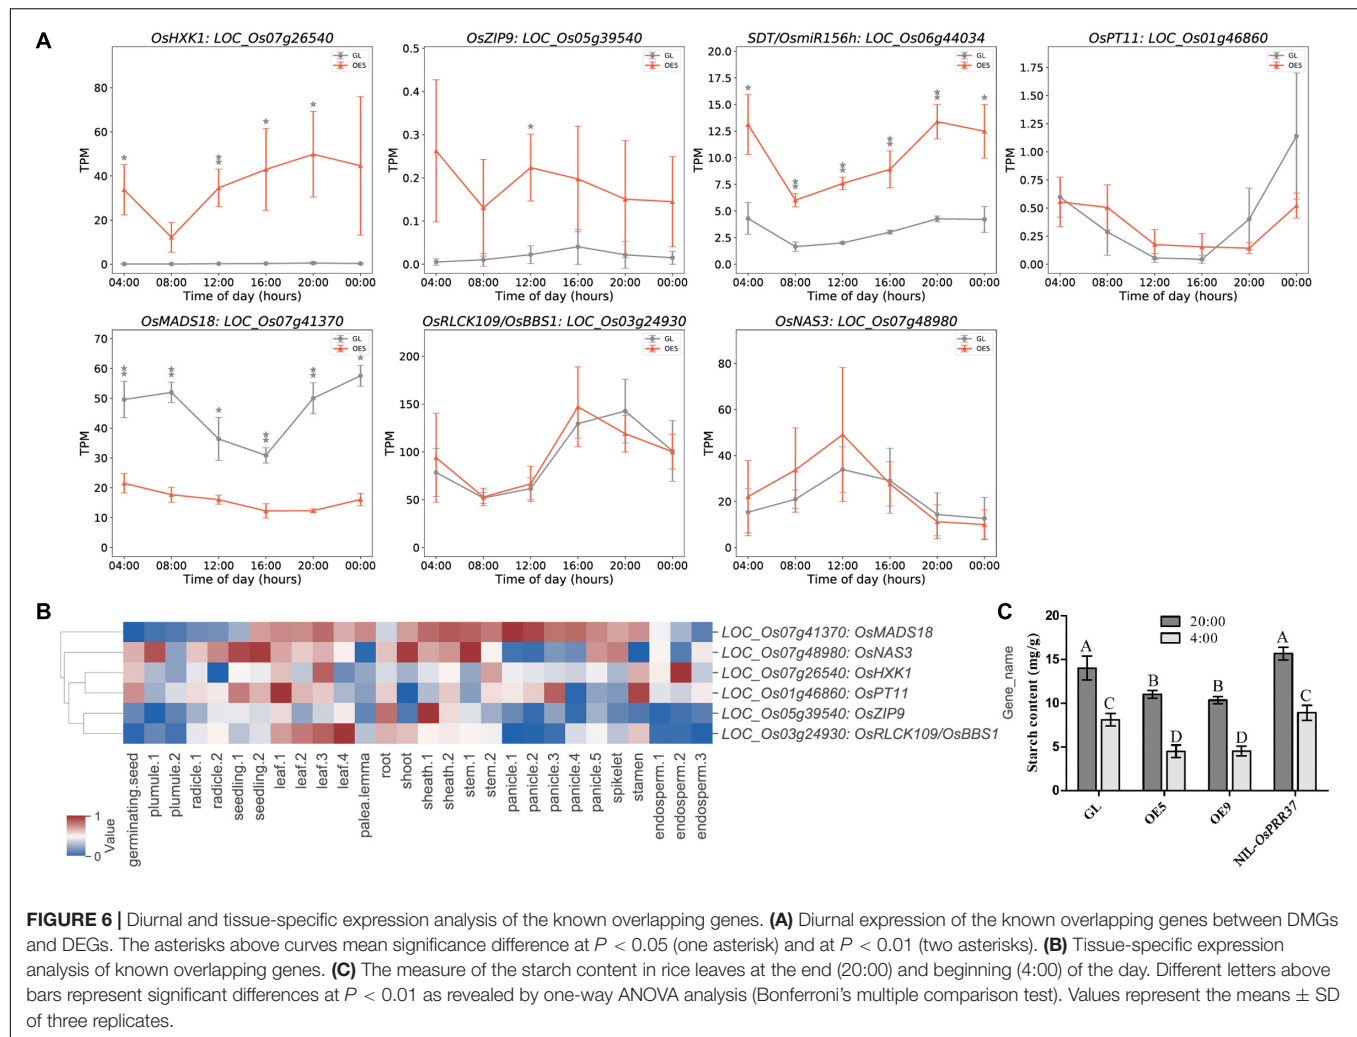 A
OsHXK1: LOC_Os07g26540
GL
OE5
TPM
80
60
40
20
0
04:00 08:00 12:00 16:00 20:00 00:00
Time of day (hours)
OsZIP9: LOC_Os05g39540
GL
OE5
TPM
0.5
0.4
0.3
0.2
0.1
0.0
04:00 08:00 12:00 16:00 20:00 00:00
Time of day (hours)
SDT/OsmiR156h: LOC_Os06g44034
GL
OE5
TPM
20.0
17.5
15.0
12.5
10.0
7.5
5.0
2.5
0.0
04:00 08:00 12:00 16:00 20:00 00:00
Time of day (hours)
OsPT11: LOC_Os01g46860
GL
OE5
TPM
1.75
1.50
1.25
1.00
0.75
0.50
0.25
0.00
04:00 08:00 12:00 16:00 20:00 00:00
Time of day (hours)
OsMADS18: LOC_Os07g41370
GL
OE5
TPM
70
60
50
40
30
20
10
0
04:00 08:00 12:00 16:00 20:00 00:00
Time of day (hours)
OsRLCK109/OsBBS1: LOC_Os03g24930
GL
OE5
TPM
200
150
100
50
0
04:00 08:00 12:00 16:00 20:00 00:00
Time of day (hours)
OsNAS3: LOC_Os07g48980
GL
OE5
TPM
80
60
40
20
0
04:00 08:00 12:00 16:00 20:00 00:00
Time of day (hours)
B
LOC_Os07g41370: OsMADS18
LOC_Os07g48980: OsNAS3
LOC_Os07g26540: OsHXK1
LOC_Os01g46860: OsPT11
LOC_Os05g39540: OsZIP9
LOC_Os03g24930: OsRLCK109/OsBBS1
Gene_name
germinating.seed
plumule.1
plumule.2
radicle.1
radicle.2
seedling.1
seedling.2
leaf.1
leaf.2
leaf.3
leaf.4
palea.lemma
root
shoot
sheath.1
sheath.2
stem.1
stem.2
panicle.1
panicle.2
panicle.3
panicle.4
panicle.5
spikelet
stamen
endosperm.1
endosperm.2
endosperm.3
1
0
Value
C
Starch content (mg/g)
20
15
10
5
0
20:00
4:00
A
C
B
D
B
D
A
C
GL
OE5
OE9
NIL-OsPRR37
FIGURE 6 | Diurnal and tissue-specific expression analysis of the known overlapping genes. (A) Diurnal expression of the known overlapping genes between DMGs
and DEGs. The asterisks above curves mean significance difference at P < 0.05 (one asterisk) and at P < 0.01 (two asterisks). (B) Tissue-specific expression
analysis of known overlapping genes. (C) The measure of the starch content in rice leaves at the end (20:00) and beginning (4:00) of the day. Different letters above
bars represent significant differences at P < 0.01 as revealed by one-way ANOVA analysis (Bonferroni's multiple comparison test). Values represent the means ± SD
of three replicates.